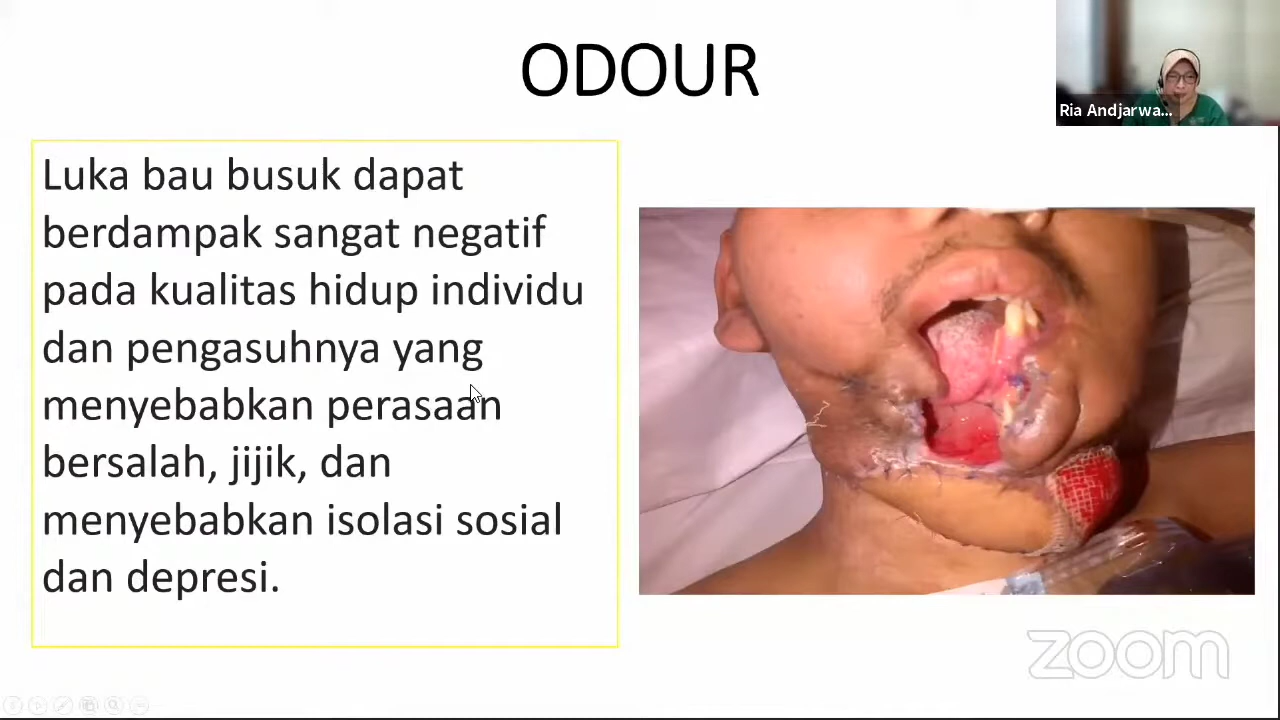 ODOUR
Ria Andjarwa...
Luka bau busuk dapat
berdampak sangat negatif
pada kualitas hidup individu
dan pengasuhnya yang
menyebabkan perasaan
bersalah, jijik, dan
menyebabkan isolasi sosial
dan depresi.
zoom